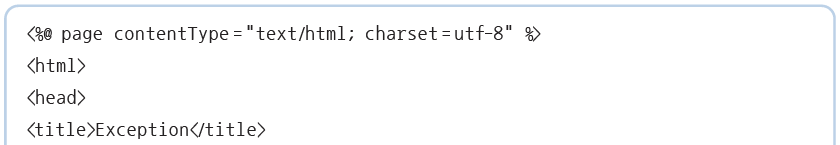 <%@ page contentType="text/html; charset=utf-8" %>
<html>
<head>
<title>Exception</title>